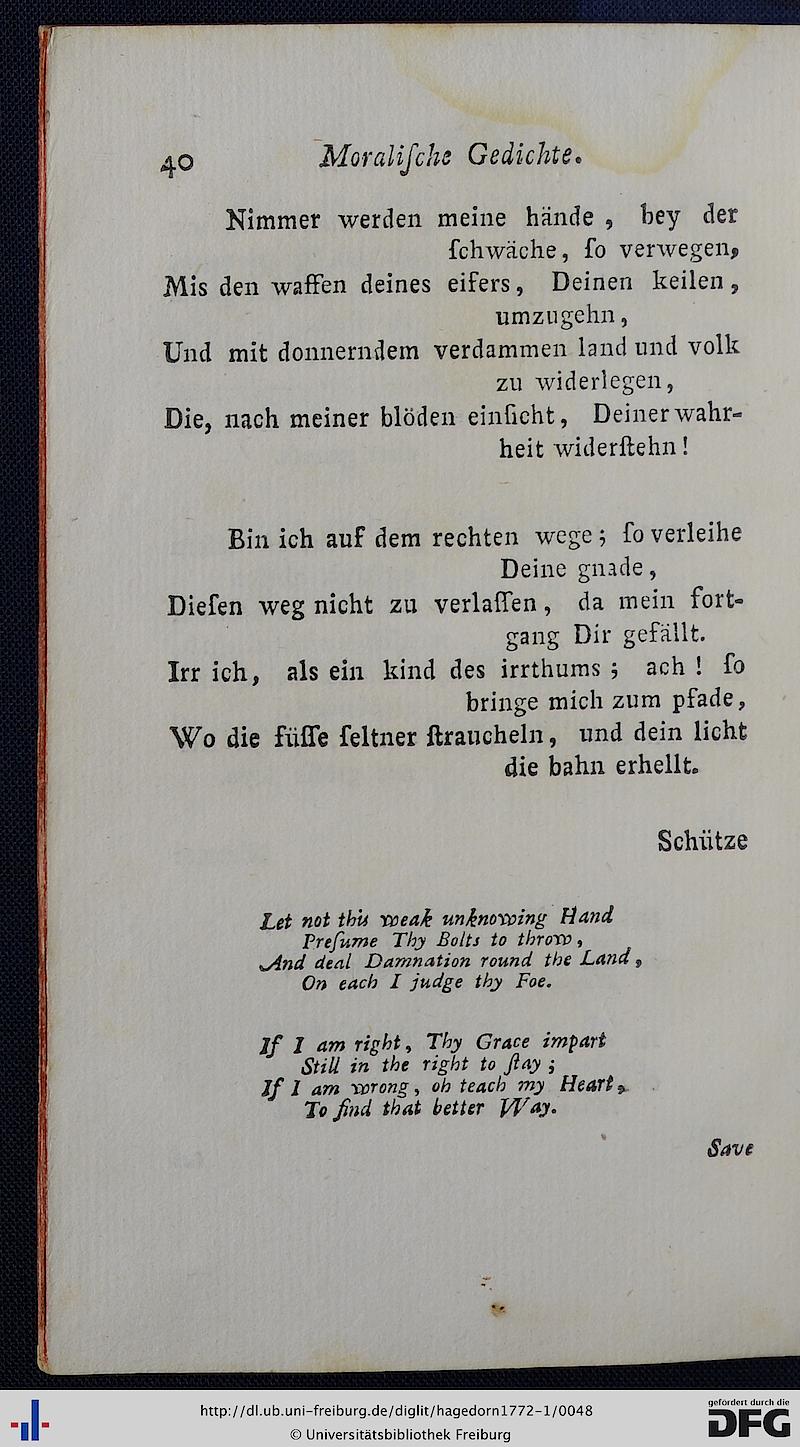 40 Moraliſche Gedichte.
Nimmer werden meine hände , bey der
ſchwäche, ſo verwegen,
Mis den waffen deines eifers, Deinen keilen,
umzugehn,
Und mit donnerndem verdammen land und volk
zu widerlegen,
Die, nach meiner blöden einſicht, Deiner wahr-
heit widerſtehn!
Bin ich auf dem rechten wege; ſo verleihe
Deine gnade,
Dieſen weg nicht zu verlaſſen, da mein fort-
gang Dir gefällt.
Irr ich, als ein kind des irrthums; ach! ſo
bringe mich zum pfade,
Wo die füſſe ſeltner ſtraucheln, und dein licht
die bahn erhellt.
Schütze
Let not this weak unknowing Hand
Preſume Thy Bolts to throw,
And deal Damnation round the Land,
On each I judge thy Foe.
If I am right, Thy Grace impart
Still in the right to ſtay;
If I am wrong, oh teach my Heart,
To find that better Way.
Save
http://dl.ub.uni-freiburg.de/diglit/hagedorn1772-1/0048
© Universitätsbibliothek Freiburg
gefördert durch die
DFG